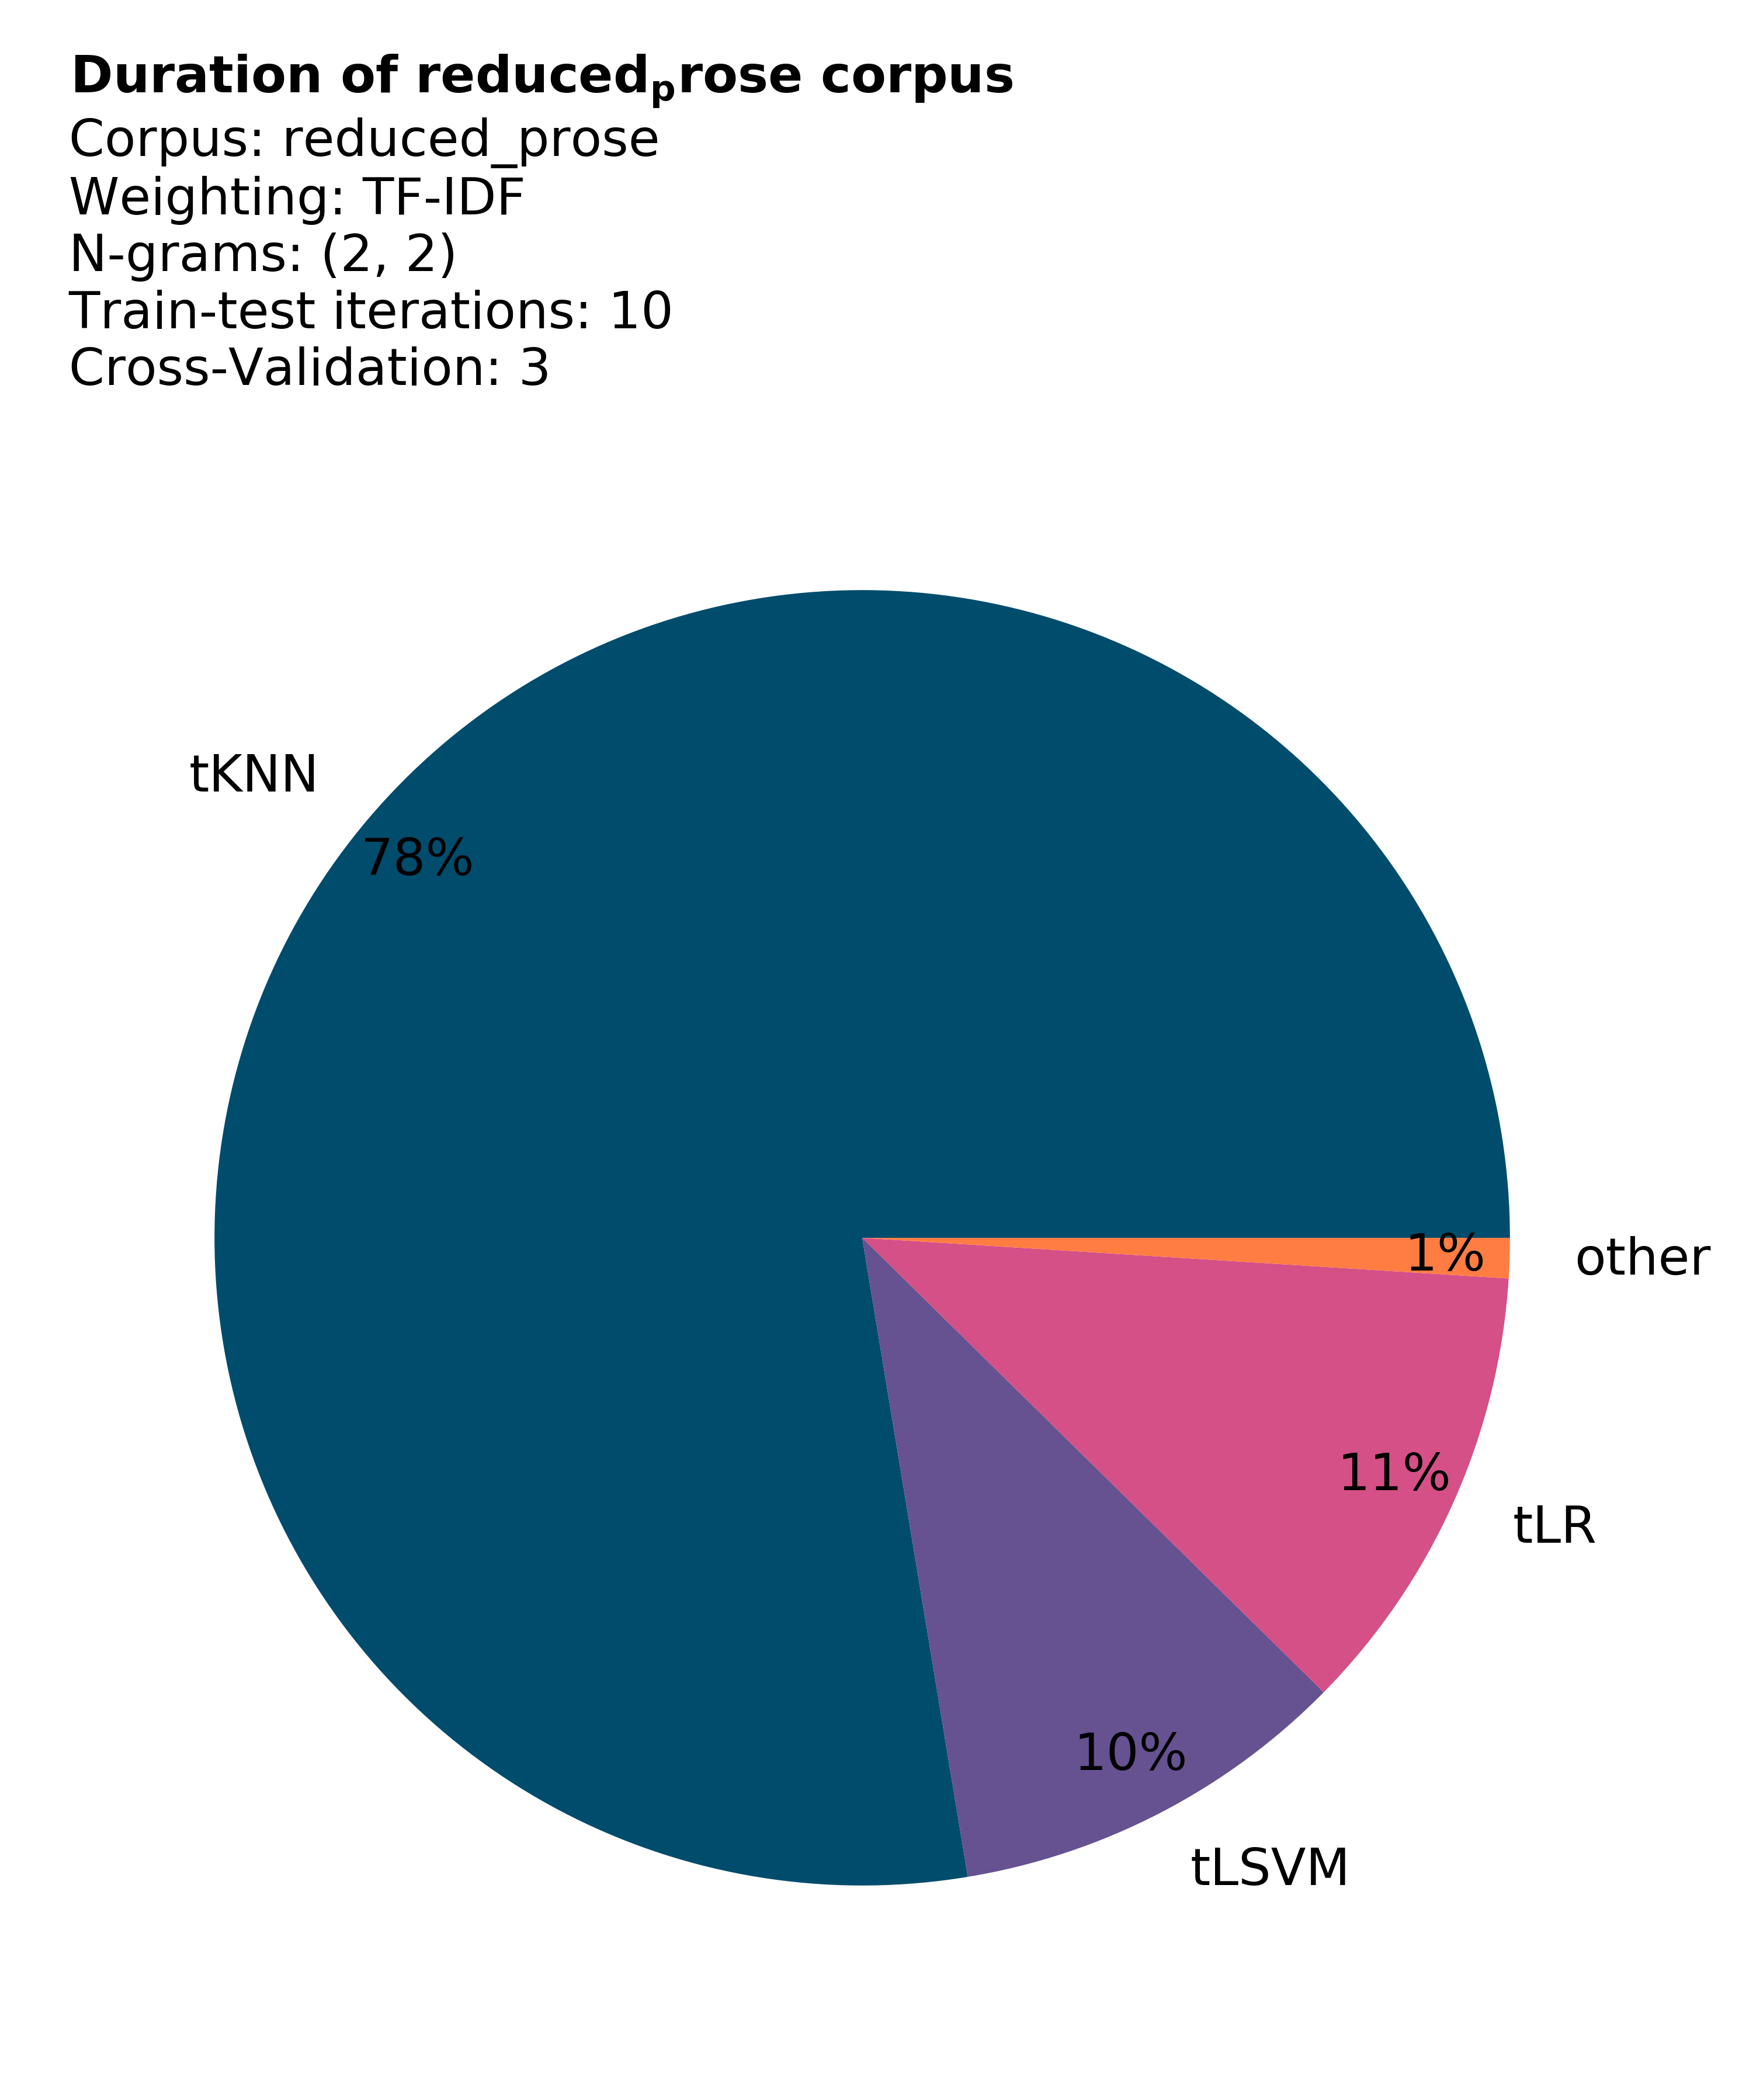 Duration of reducedₚrose corpus
Corpus: reduced_prose
Weighting: TF-IDF
N-grams: (2, 2)
Train-test iterations: 10
Cross-Validation: 3
tKNN
78%
1%
other
11%
tLR
10%
tLSVM